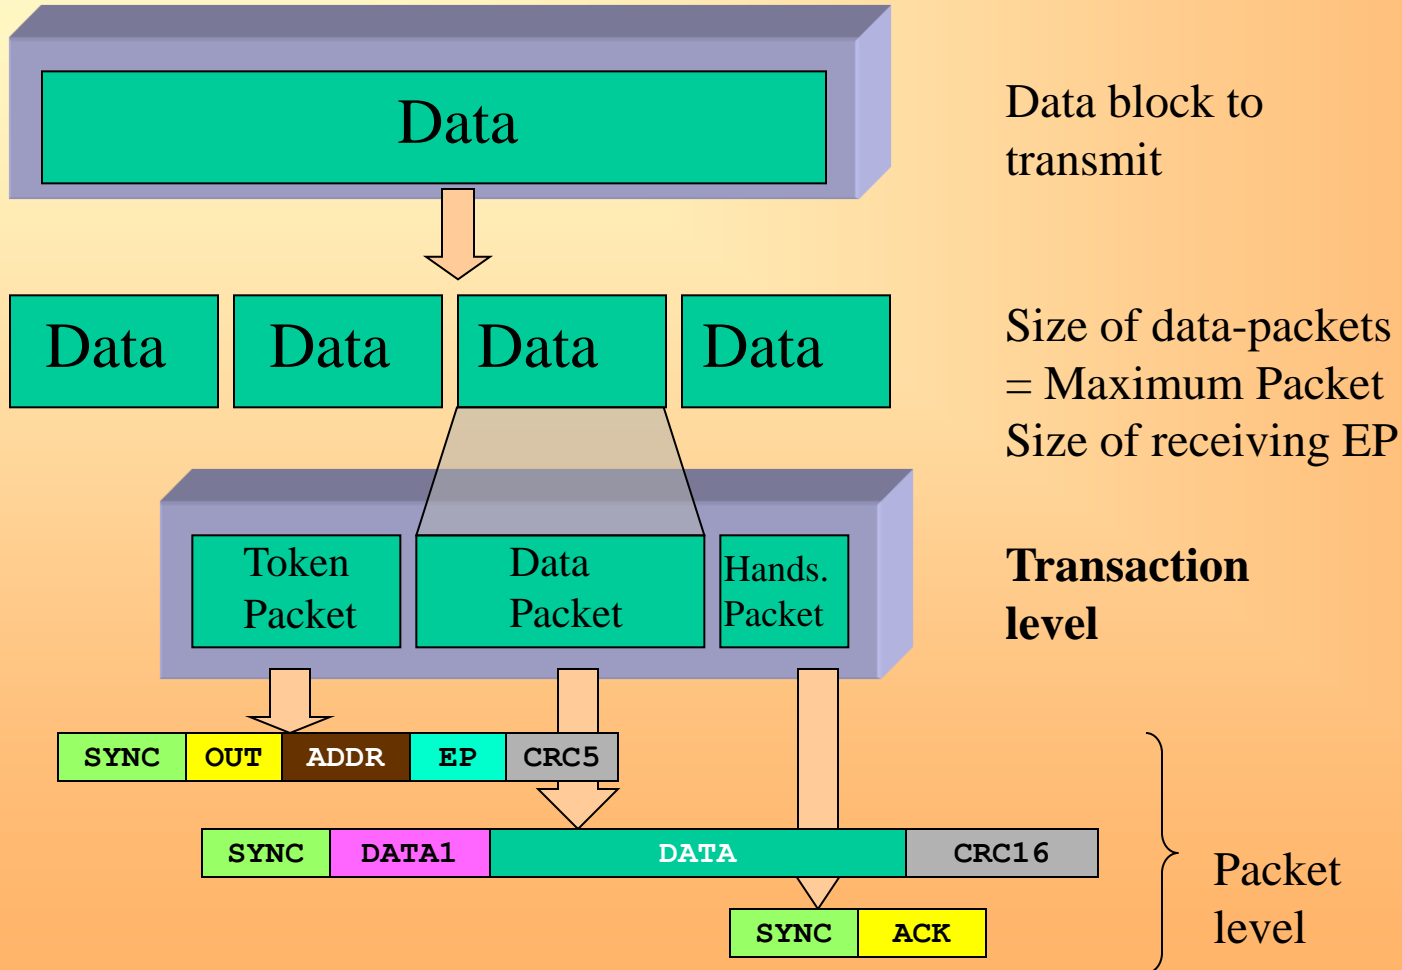 Data
Data block to
transmit
Data Data Data Data
Size of data-packets
= Maximum Packet
Size of receiving EP
Token
Packet
Data
Packet
Hands.
Packet
Transaction
level
SYNC OUT ADDR EP CRC5
SYNC DATA1 DATA CRC16
SYNC ACK
Packet
level